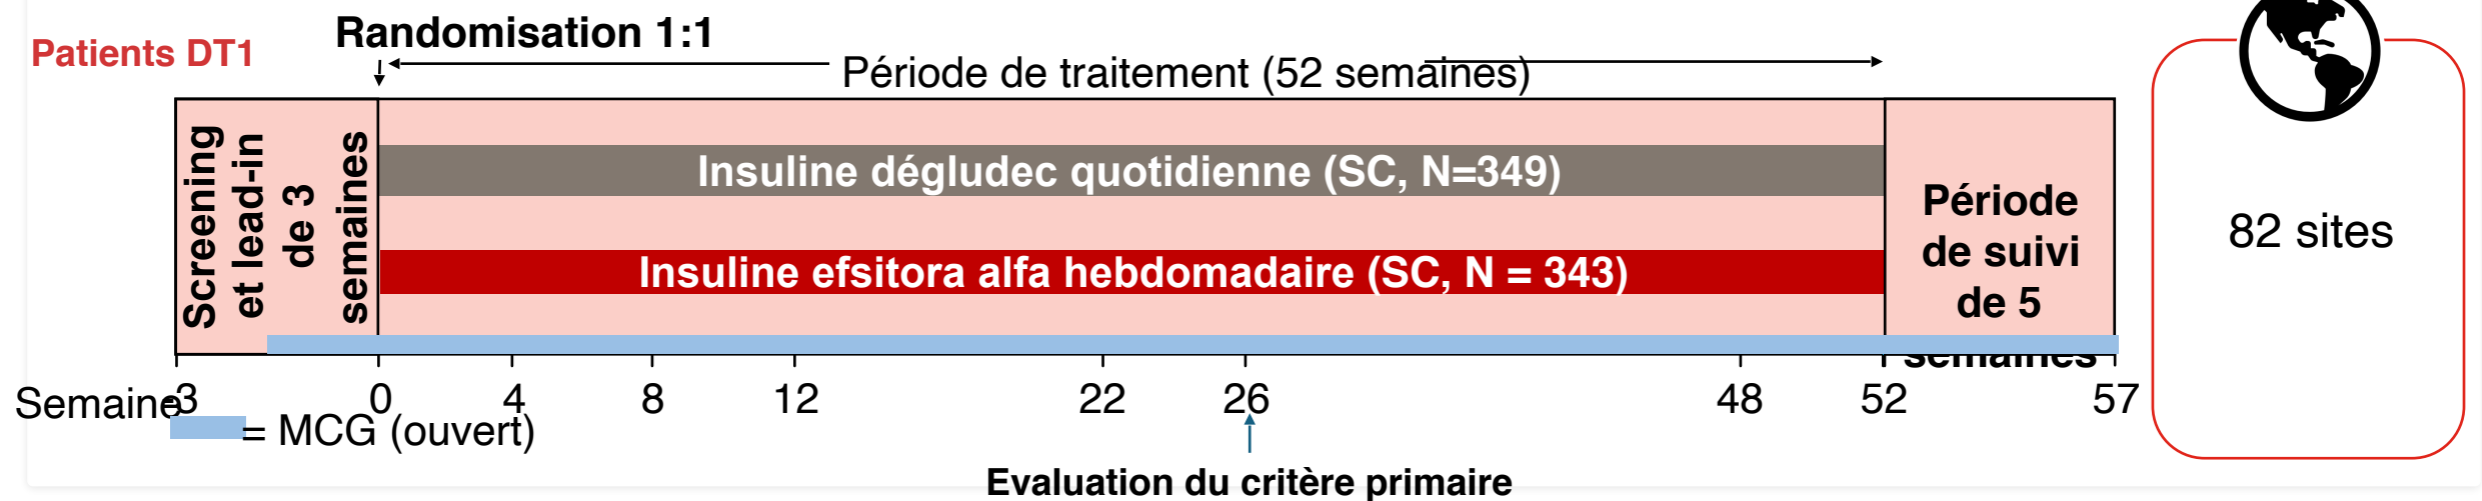 Patients DT1
Randomisation 1:1
Période de traitement (52 semaines)
Screening
et lead-in
de 3
semaines
Insuline dégludec quotidienne (SC, N=349)
Insuline efsitora alfa hebdomadaire (SC, N = 343)
Période
de suivi
de 5
semaines
82 sites
Semaine -3 0 4 8 12 22 26 48 52 57
= MCG (ouvert)
Evaluation du critère primaire